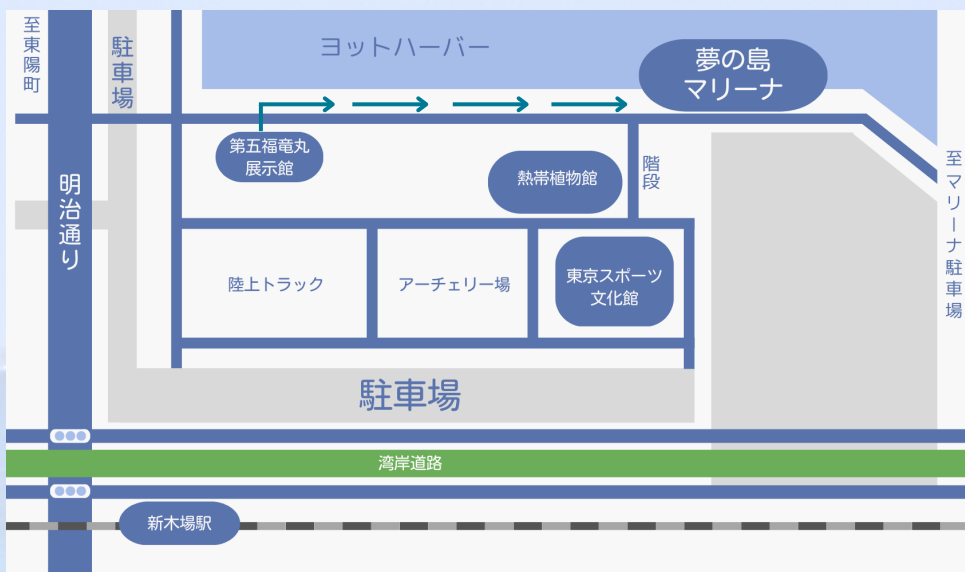 至東陽町
駐車場
ヨットハーバー
夢の島
マリーナ
第五福竜丸
展示館
熱帯植物館
階段
至マリーナ駐車場
明治通り
陸上トラック
アーチェリー場
東京スポーツ
文化館
駐車場
湾岸道路
新木場駅